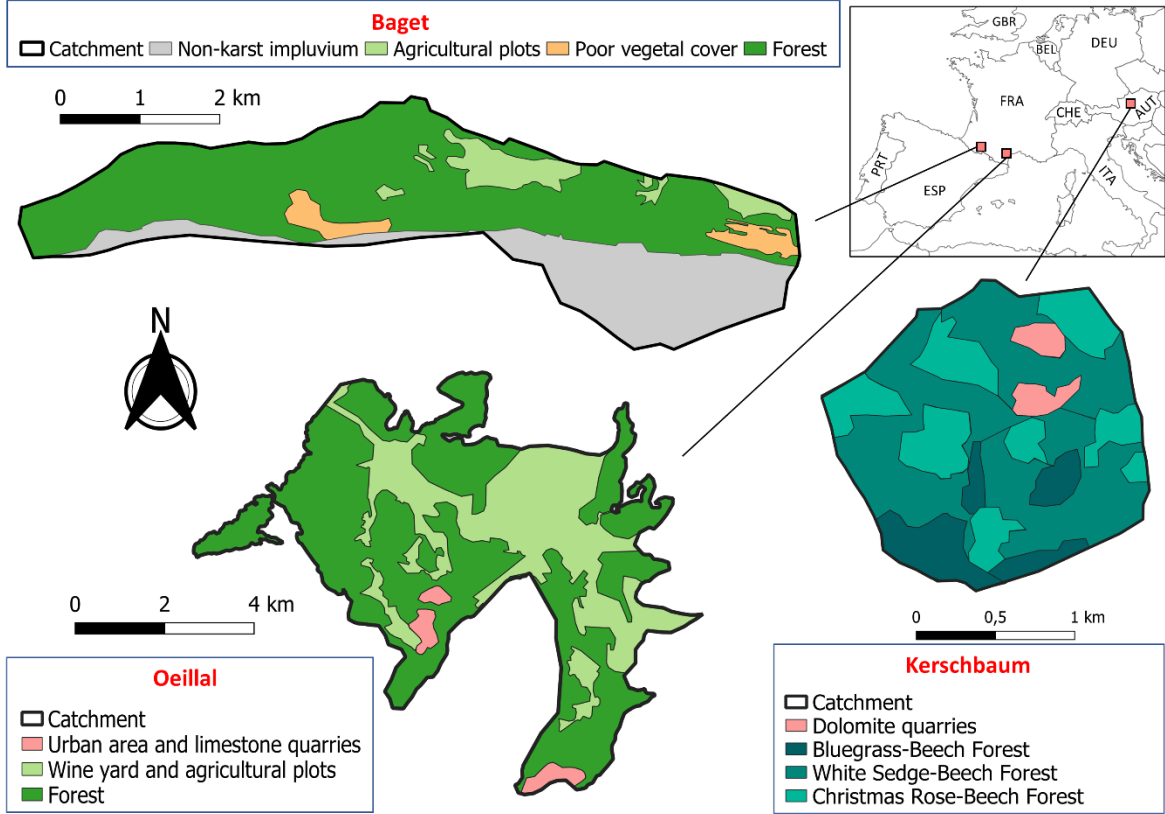 Baget
Catchment Non-karst impluvium Agricultural plots Poor vegetal cover Forest
0 1 2 km
GBR
BEL
DEU
FRA
CHE
AUT
PRT
ESP
ITA
N
0 2 4 km
Oeillal
Catchment
Urban area and limestone quarries
Wine yard and agricultural plots
Forest
0 0,5 1 km
Kerschbaum
Catchment
Dolomite quarries
Bluegrass-Beech Forest
White Sedge-Beech Forest
Christmas Rose-Beech Forest